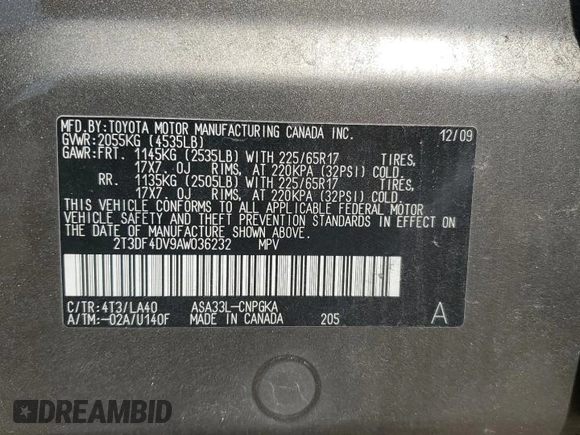 MFD.BY:TOYOTA MOTOR MANUFACTURING CANADA INC. 12/09
GVWR:2055KG (4535LB)
GAWR:FRT. 1145KG (2535LB) WITH 225/65R17 TIRES,
17X7. 0J RIMS, AT 220KPA (32PSI) COLD.
RR. 1135KG (2505LB) WITH 225/65R17 TIRES,
17X7. 0J RIMS, AT 220KPA (32PSI) COLD.
THIS VEHICLE CONFORMS TO ALL APPLICABLE FEDERAL MOTOR
VEHICLE SAFETY AND THEFT PREVENTION STANDARDS IN EFFECT ON
THE DATE OF MANUFACTURE SHOWN ABOVE.
2T3DF4DV9AW036232 MPV
C/TR:4T3/LA40 ASA33L-CNPGKA
A/TM:-02A/U140F MADE IN CANADA 205 A
DREAMBID